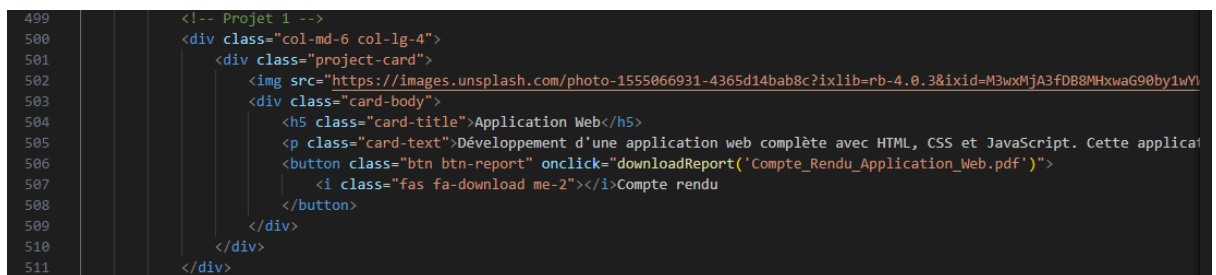 499 <!-- Projet 1 -->
500 <div class="col-md-6 col-lg-4">
501 <div class="project-card">
502 <img src="https://images.unsplash.com/photo-1555066931-4365d14bab8c?ixlib=rb-4.0.3&ixid=M3wxMjA3fDB8MHxwaG90by1wYW
503 <div class="card-body">
504 <h5 class="card-title">Application Web</h5>
505 <p class="card-text">Développement d'une application web complète avec HTML, CSS et JavaScript. Cette applicat
506 <button class="btn btn-report" onclick="downloadReport('Compte_Rendu_Application_Web.pdf')">
507 <i class="fas fa-download me-2"></i>Compte rendu
508 </button>
509 </div>
510 </div>
511 </div>